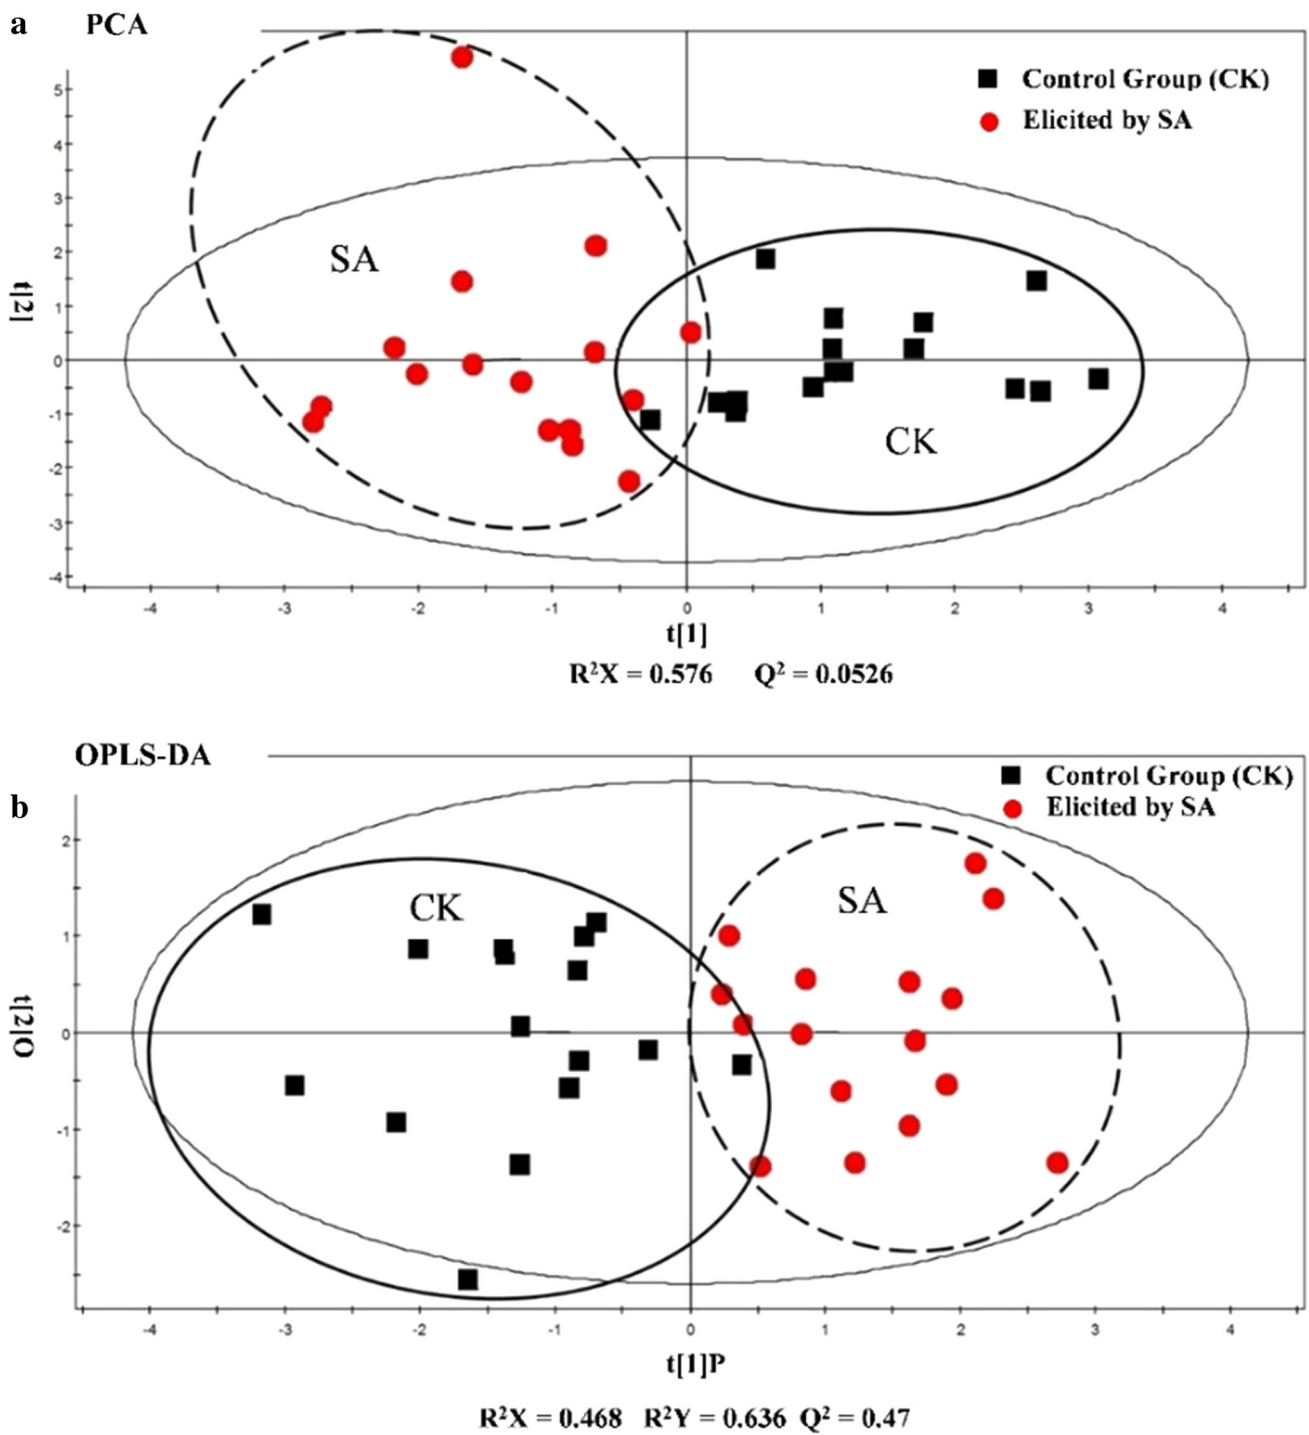 a PCA
Control Group (CK)
Elicited by SA
5
4
3
2
1
0
-1
-2
-3
-4
t[2]
SA
CK
-4 -3 -2 -1 0 1 2 3 4
t[1]
R²X = 0.576 Q² = 0.0526
OPLS-DA
b
Control Group (CK)
Elicited by SA
2
1
0
-1
-2
t[2]O
CK
SA
-4 -3 -2 -1 0 1 2 3 4
t[1]P
R²X = 0.468 R²Y = 0.636 Q² = 0.47